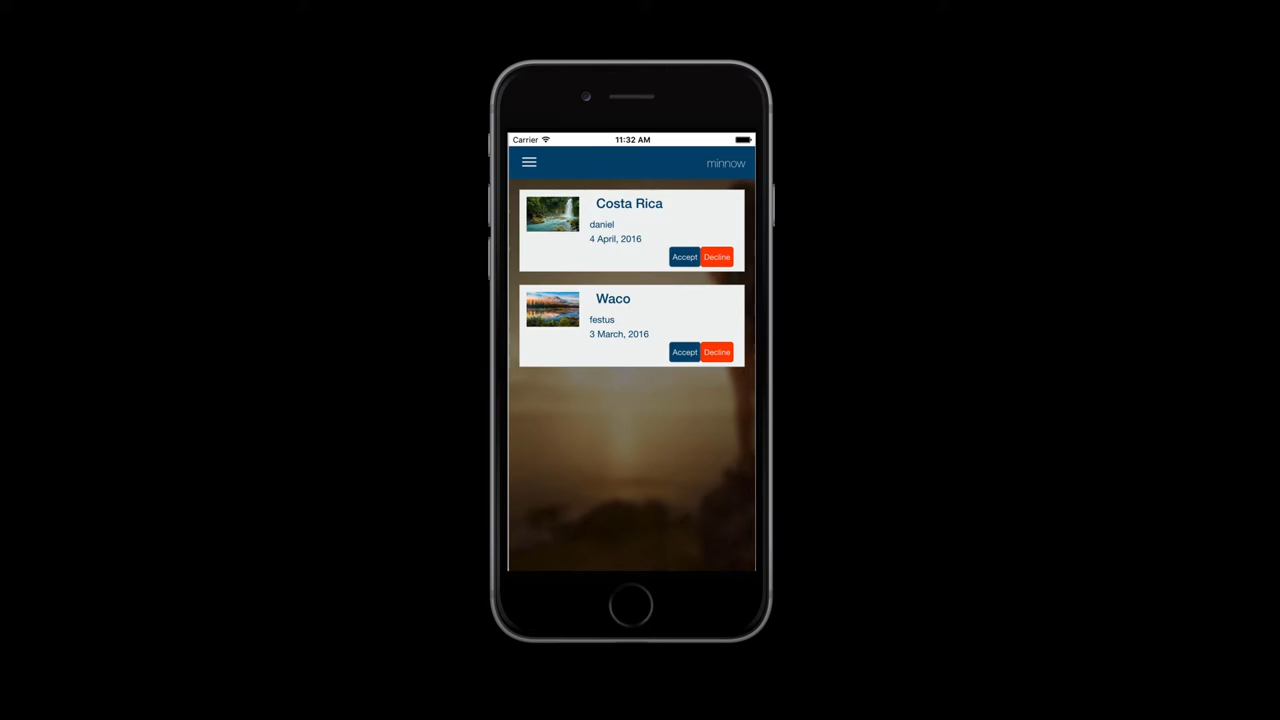 Carrier 11:32 AM
minnow
Costa Rica
daniel
4 April, 2016
Accept Decline
Waco
festus
3 March, 2016
Accept Decline